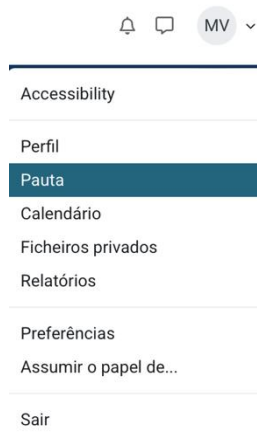 MV
Accessibility
Perfil
Pauta
Calendário
Ficheiros privados
Relatórios
Preferências
Assumir o papel de...
Sair